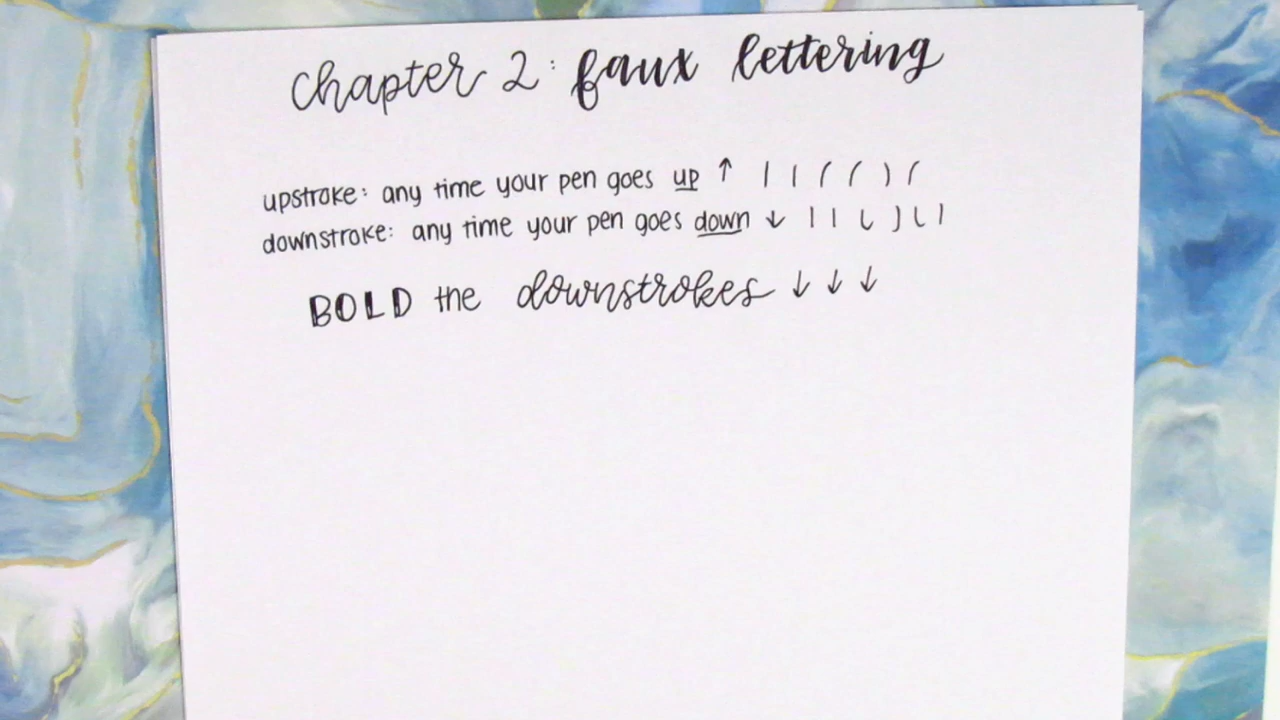 chapter 2: faux lettering
upstroke: any time your pen goes up ↑
downstroke: any time your pen goes down ↓
BOLD the downstrokes ↓ ↓ ↓